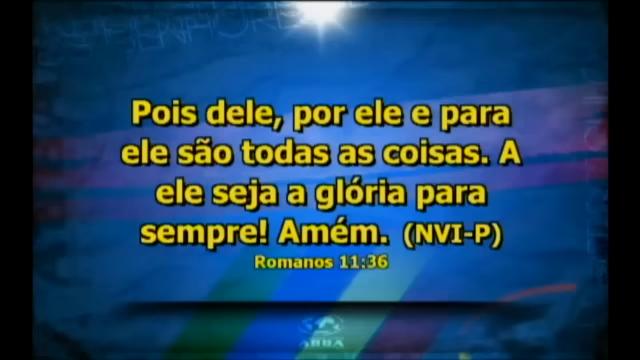 Pois dele, por ele e para
ele são todas as coisas. A
ele seja a glória para
sempre! Amém. (NVI-P)
Romanos 11:36
ABBA